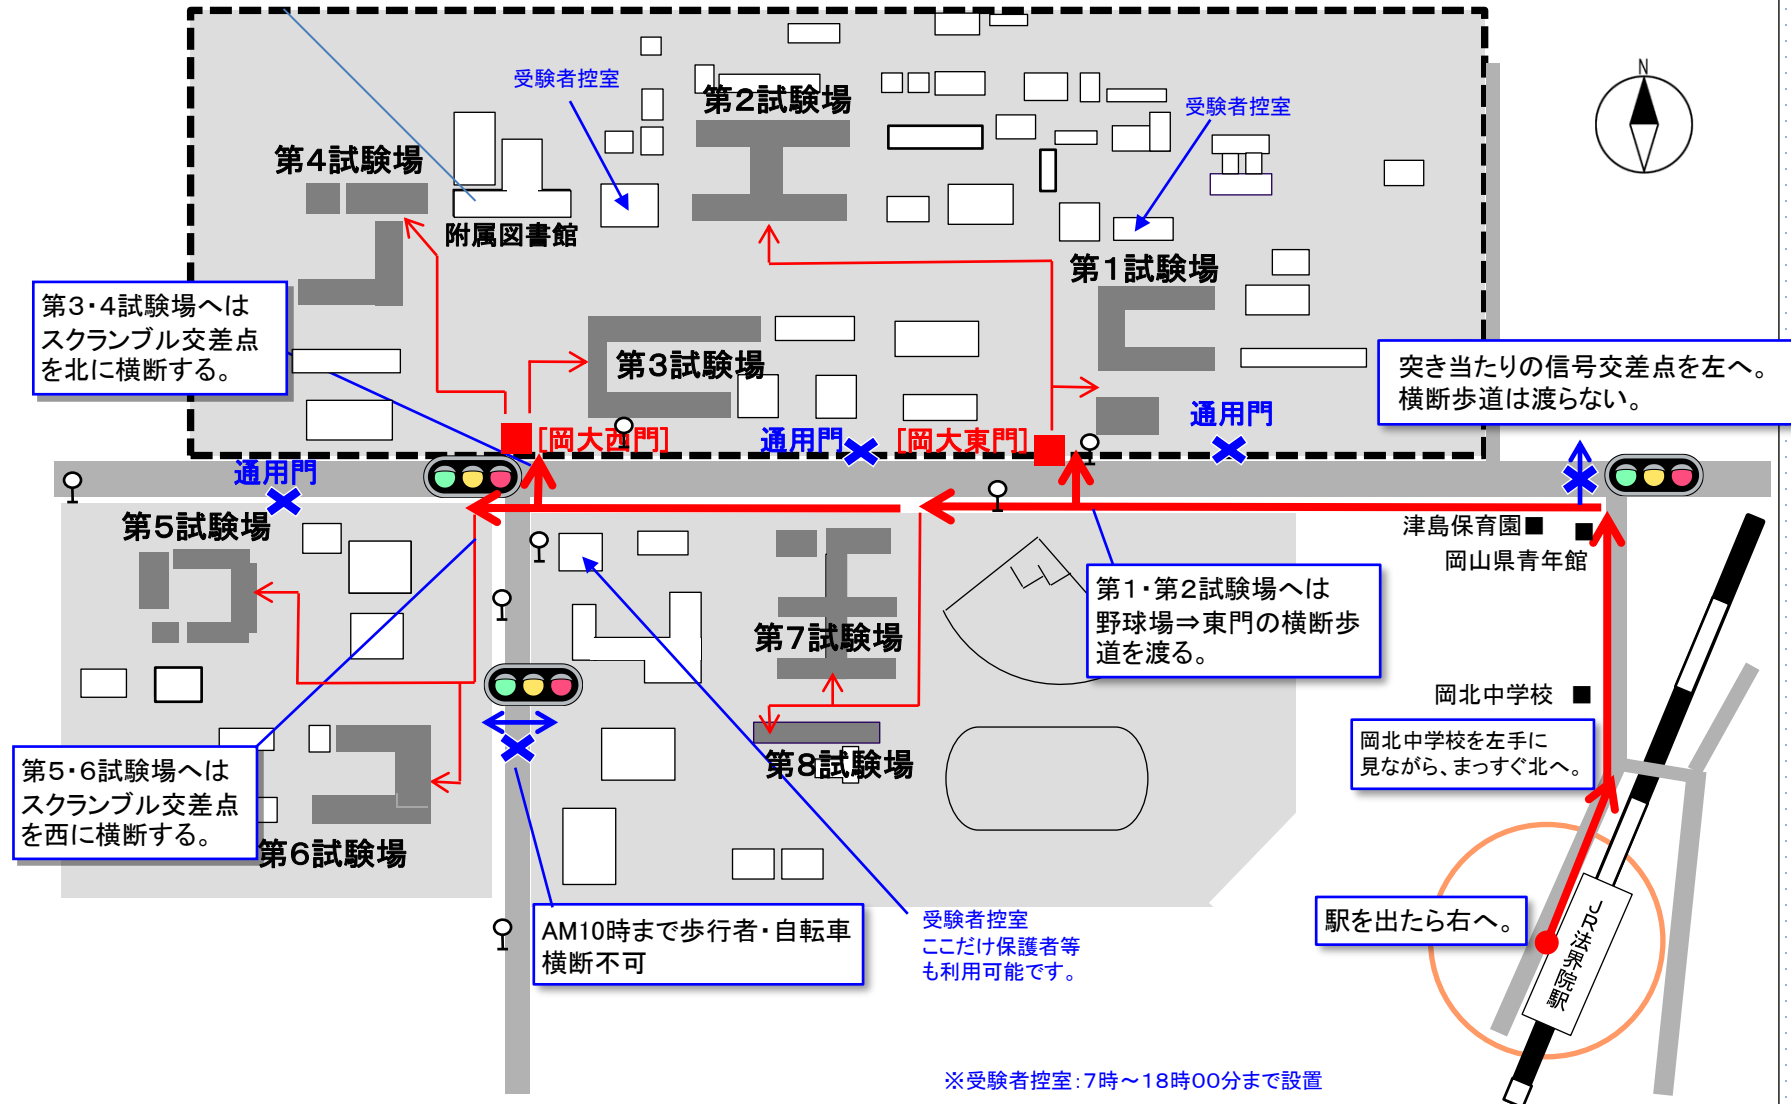 N
受験者控室
第2試験場
受験者控室
第4試験場
附属図書館
第1試験場
第3・4試験場へは
スクランブル交差点
を北に横断する。
第3試験場
突き当たりの信号交差点を左へ。
横断歩道は渡らない。
通用門
[岡大西門]
通用門
[岡大東門]
通用門
第5試験場
津島保育園■
岡山県青年館
第1・第2試験場へは
野球場⇒東門の横断歩
道を渡る。
第7試験場
岡北中学校 ■
岡北中学校を左手に
見ながら、まっすぐ北へ。
第5・6試験場へは
スクランブル交差点
を西に横断する。
第8試験場
第6試験場
駅を出たら右へ。
JR法界院駅
AM10時まで歩行者・自転車
横断不可
受験者控室
ここだけ保護者等
も利用可能です。
※受験者控室:7時～18時00分まで設置